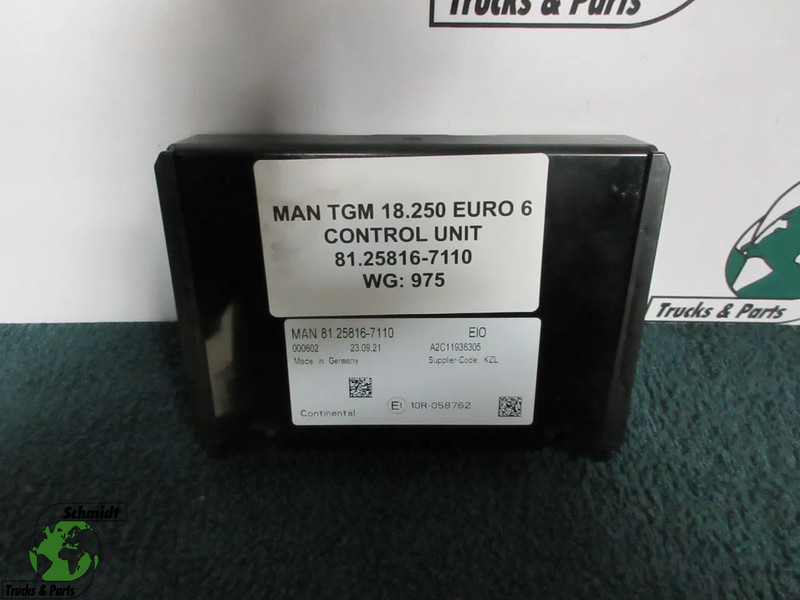 Trucks & Parts
MAN TGM 18.250 EURO 6
CONTROL UNIT
81.25816-7110
WG: 975
Trucks & Parts
MAN 81.25816-7110 EIO
000602 23.09.21 A2C11936305
Made in Germany Supplier-Code: KZL
Continental E1 10R-058762
Schmidt
Trucks & Parts